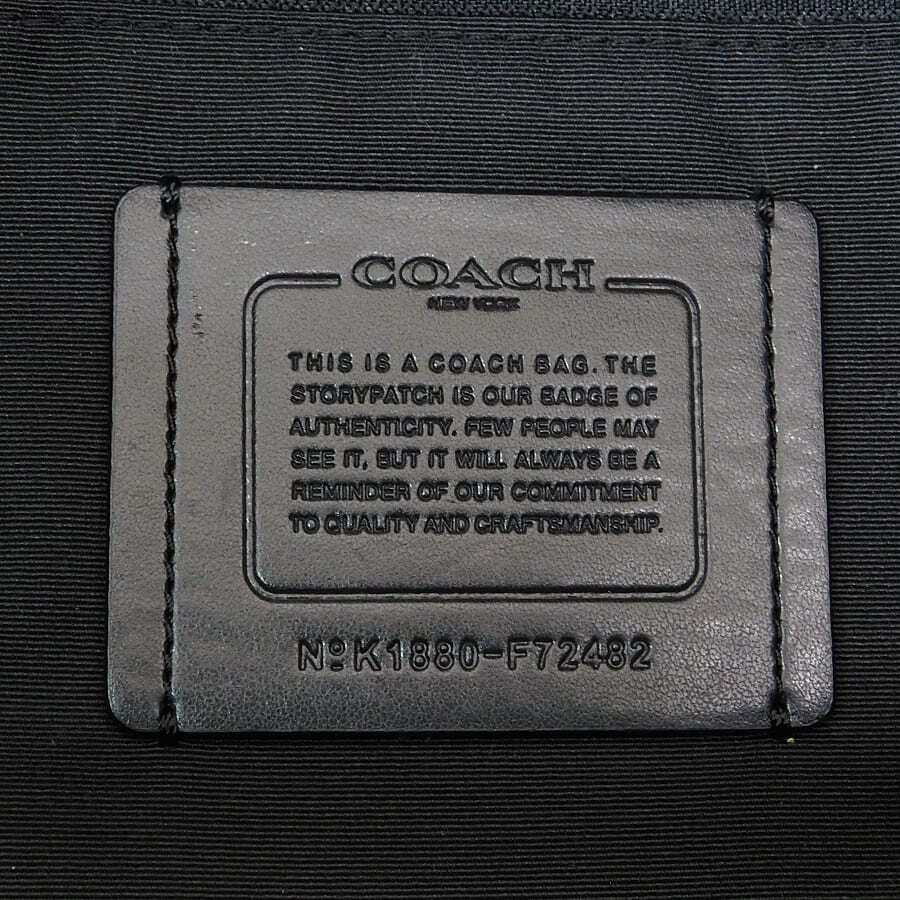 COACH
NEW YORK
THIS IS A COACH BAG. THE
STORYPATCH IS OUR BADGE OF
AUTHENTICITY. FEW PEOPLE MAY
SEE IT, BUT IT WILL ALWAYS BE A
REMINDER OF OUR COMMITMENT
TO QUALITY AND CRAFTSMANSHIP.
Nº K1880-F72482